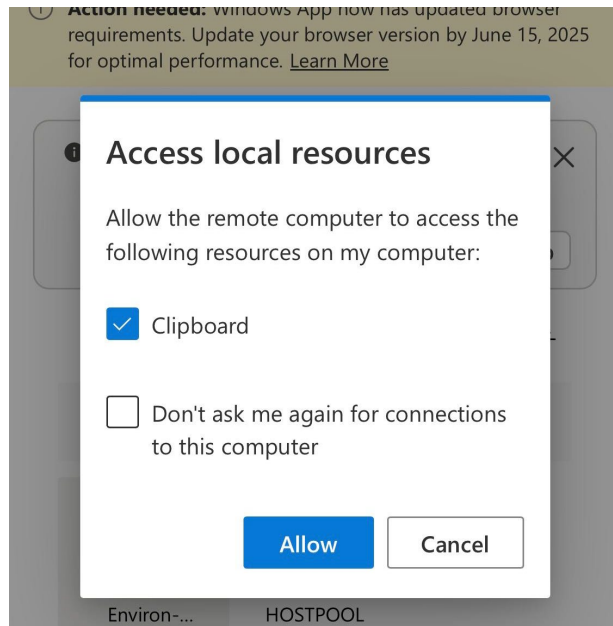 Action needed: Windows App now has updated browser
requirements. Update your browser version by June 15, 2025
for optimal performance. Learn More
Access local resources
Allow the remote computer to access the
following resources on my computer:
Clipboard
Don't ask me again for connections
to this computer
Allow
Cancel
Environ-...
HOSTPOOL